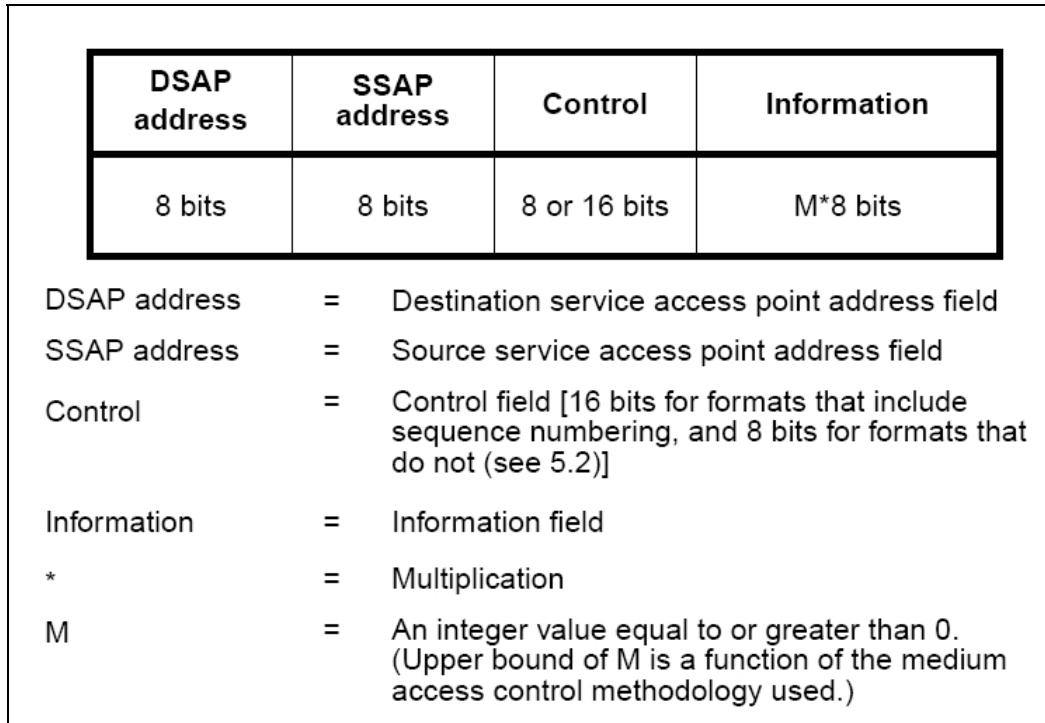 DSAP address SSAP address Control Information
8 bits 8 bits 8 or 16 bits M*8 bits
DSAP address = Destination service access point address field
SSAP address = Source service access point address field
Control = Control field [16 bits for formats that include
sequence numbering, and 8 bits for formats that
do not (see 5.2)]
Information = Information field
* = Multiplication
M = An integer value equal to or greater than 0.
(Upper bound of M is a function of the medium
access control methodology used.)